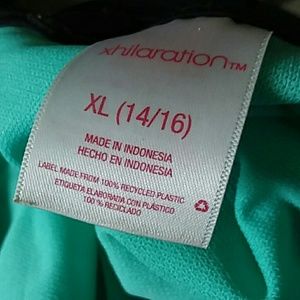 xhilaration™
XL (14/16)
MADE IN INDONESIA
HECHO EN INDONESIA
LABEL MADE FROM 100% RECYCLED PLASTIC
ETIQUETA ELABORADA CON PLASTICO
100 % RECICLADO